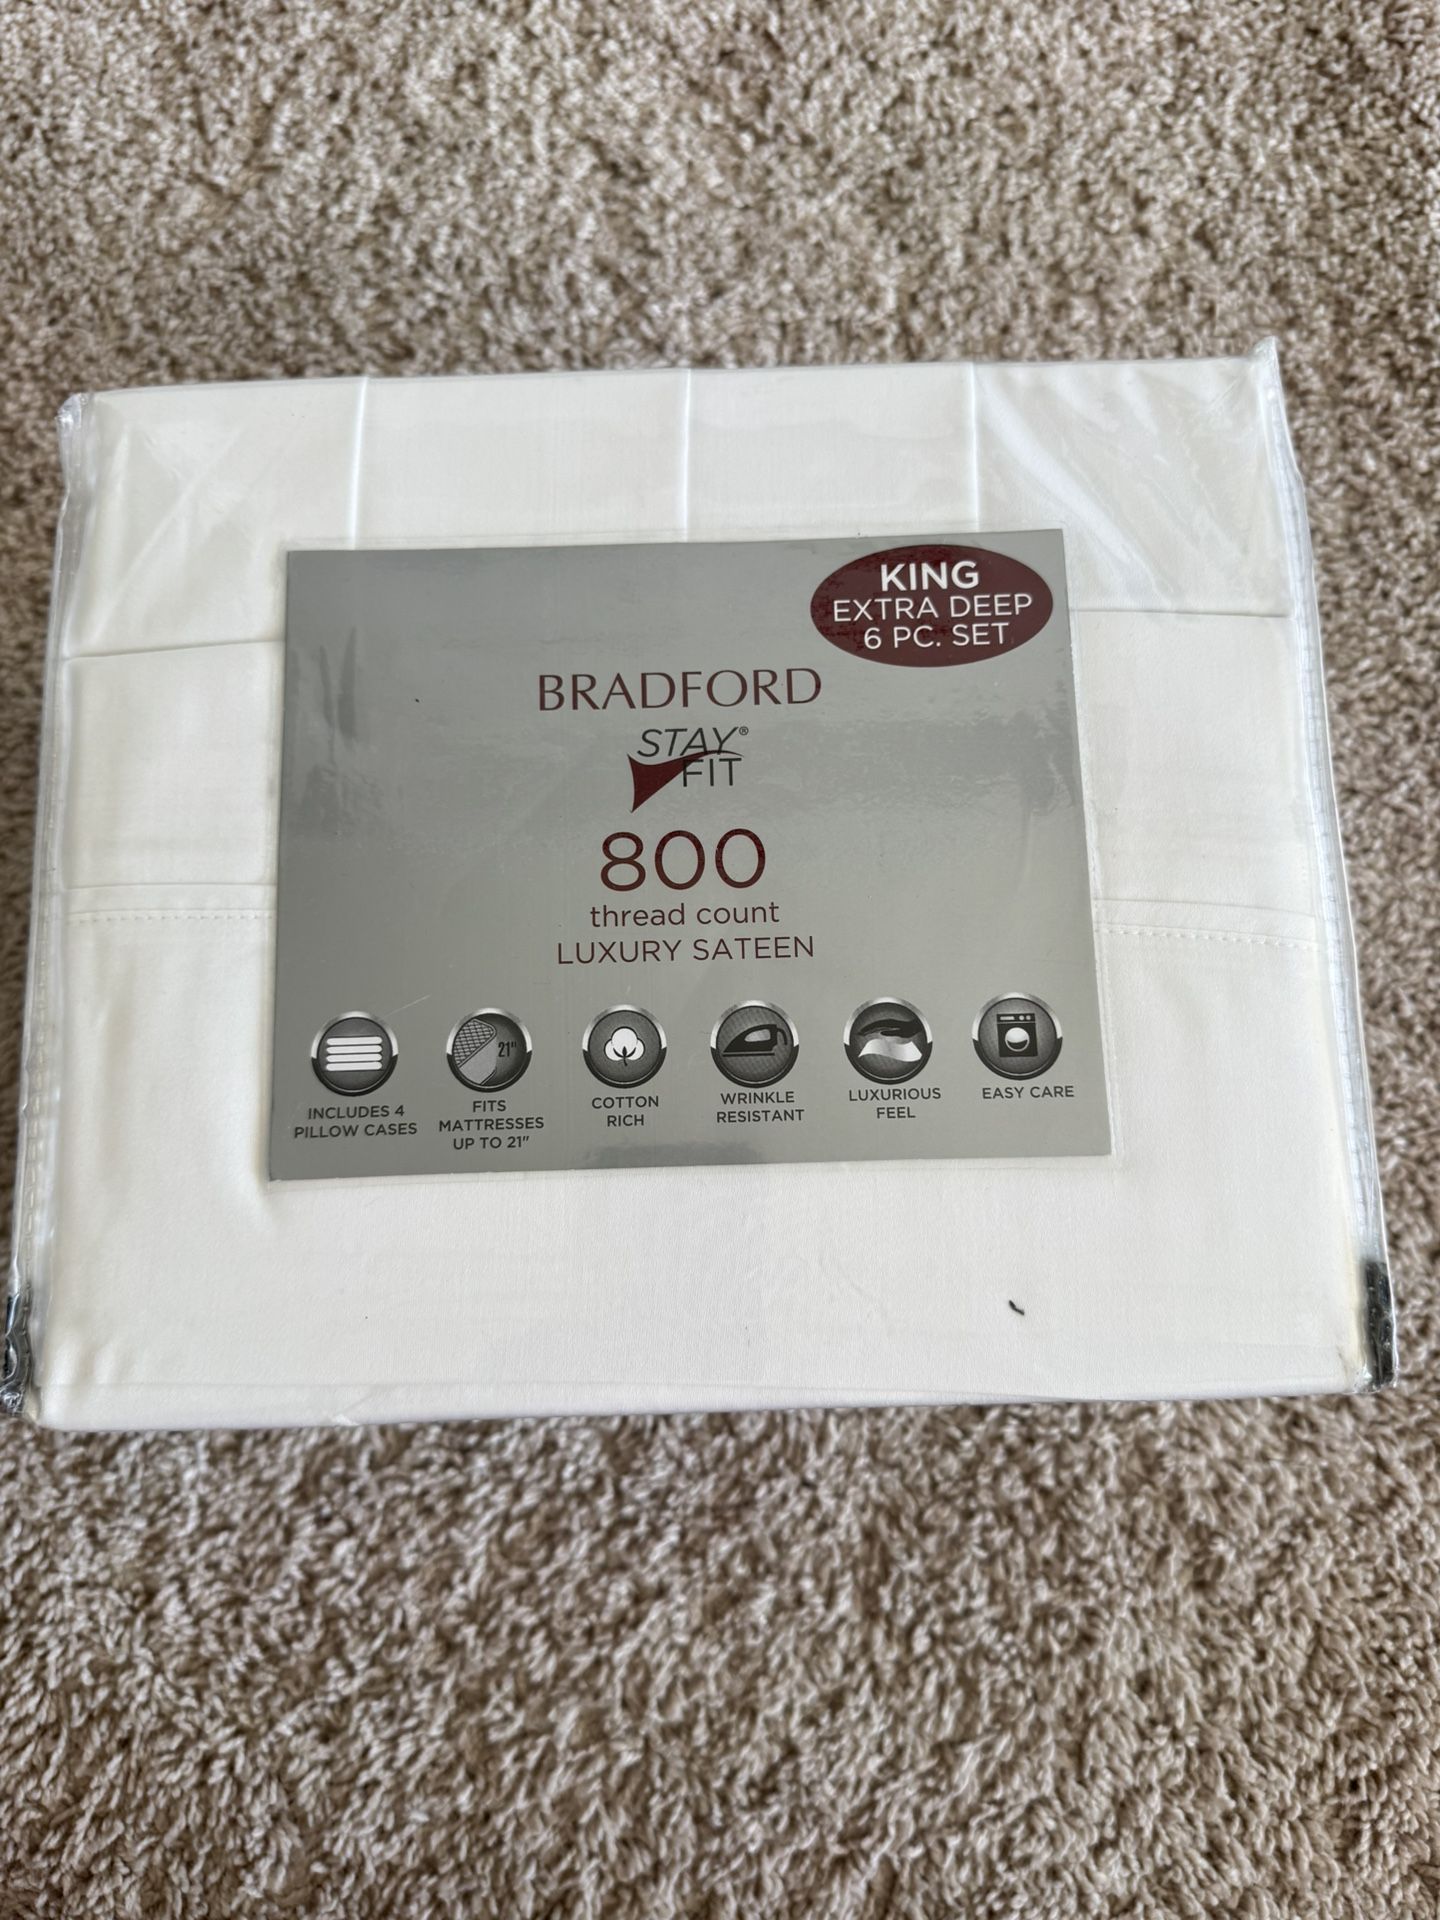 KING
EXTRA DEEP
6 PC. SET
BRADFORD
STAY®
FIT
800
thread count
LUXURY SATEEN
21"
INCLUDES 4
PILLOW CASES
FITS
MATTRESSES
UP TO 21"
COTTON
RICH
WRINKLE
RESISTANT
LUXURIOUS
FEEL
EASY CARE